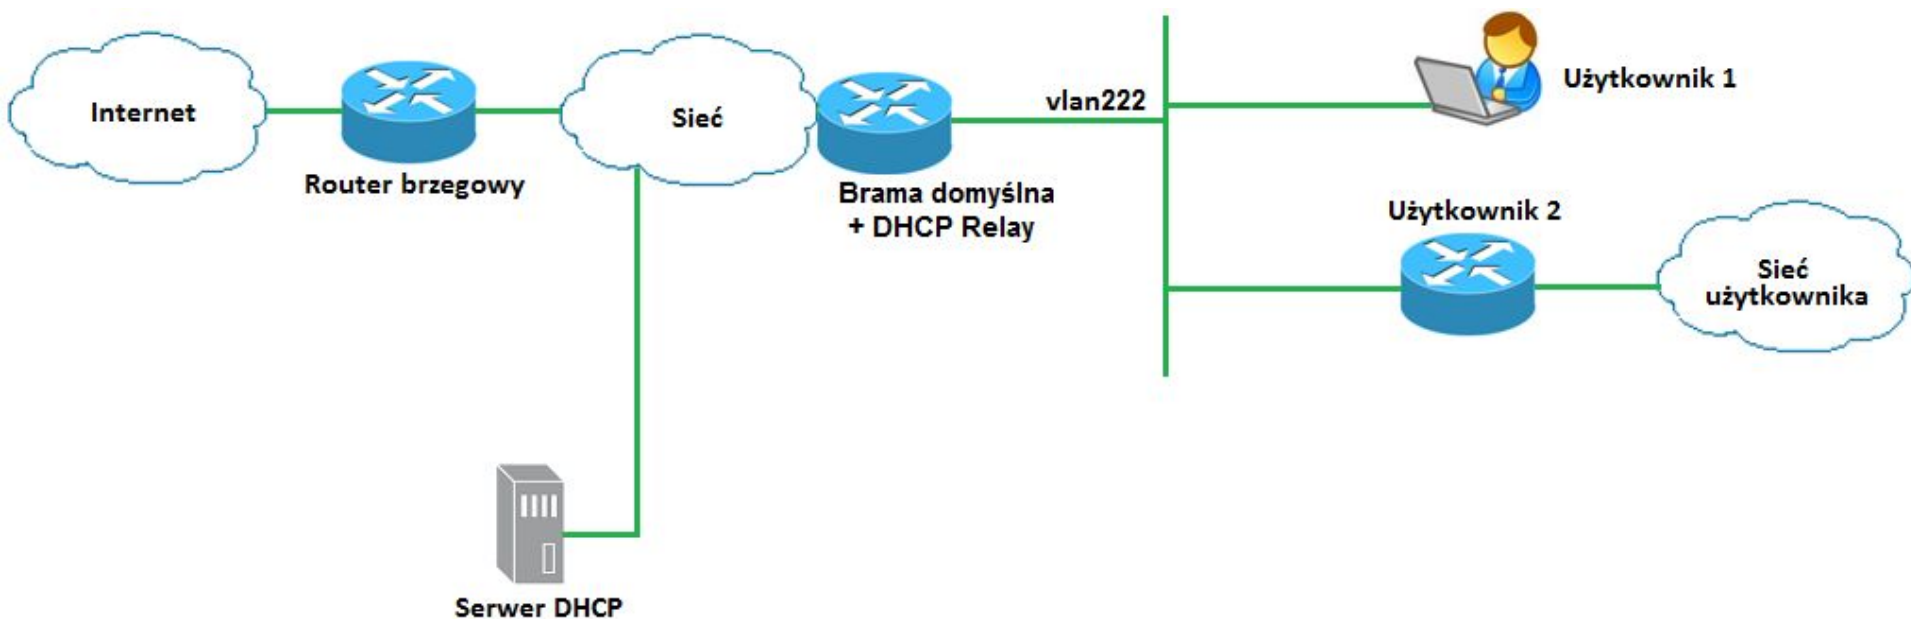 Internet
Router brzegowy
Sieć
Brama domyślna
+ DHCP Relay
vlan222
Użytkownik 1
Użytkownik 2
Sieć
użytkownika
Serwer DHCP